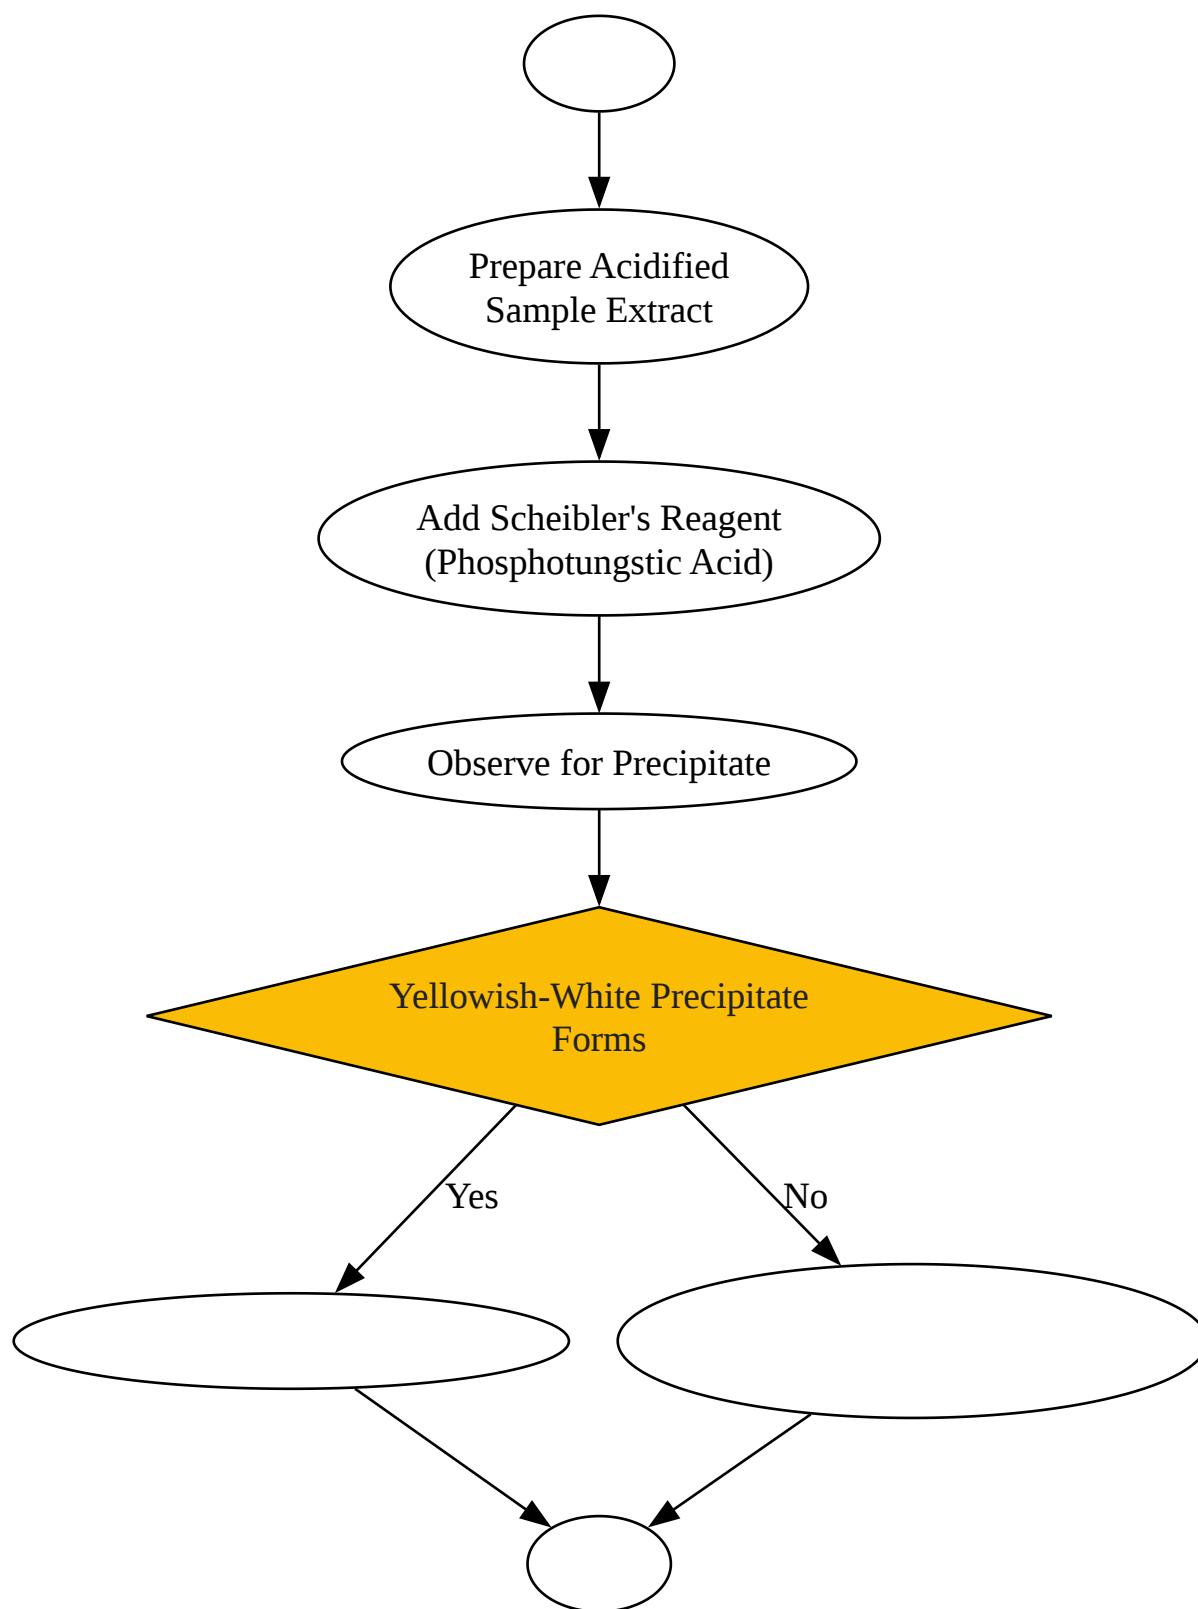 Prepare Acidified
Sample Extract
Add Scheibler's Reagent
(Phosphotungstic Acid)
Observe for Precipitate
Yellowish-White Precipitate
Forms
Yes
No